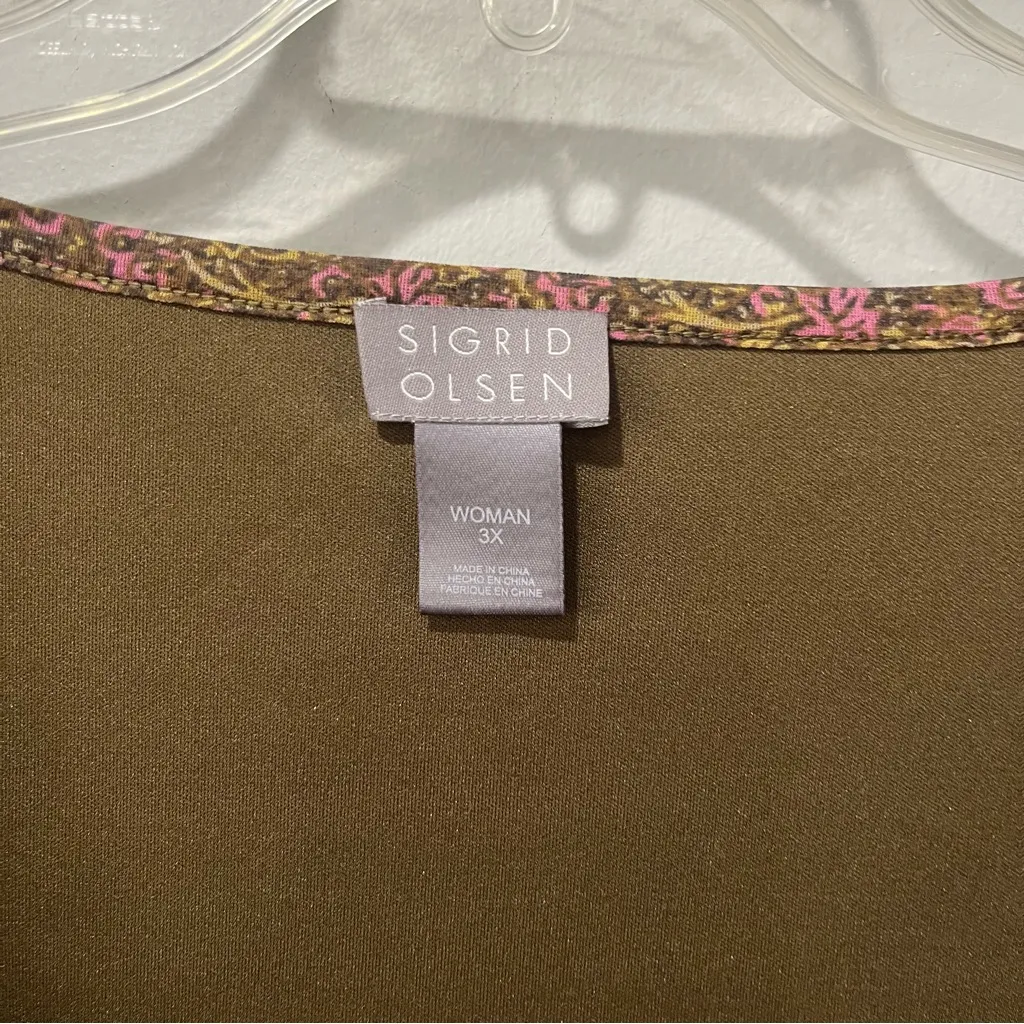 SIGRID
OLSEN
WOMAN
3X
MADE IN CHINA
HECHO EN CHINA
FABRIQUE EN CHINE